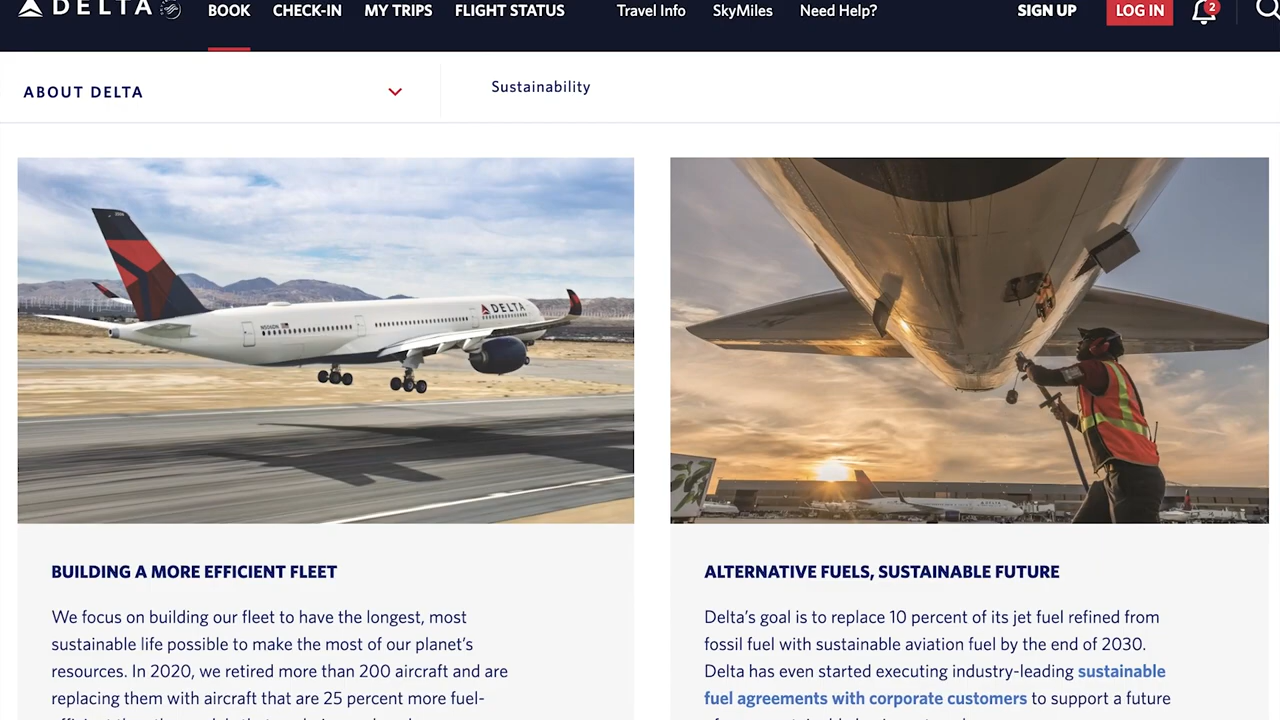 DELTA
BOOK CHECK-IN MY TRIPS FLIGHT STATUS Travel Info SkyMiles Need Help? SIGN UP LOG IN 2
ABOUT DELTA
Sustainability
DELTA
BUILDING A MORE EFFICIENT FLEET
We focus on building our fleet to have the longest, most
sustainable life possible to make the most of our planet's
resources. In 2020, we retired more than 200 aircraft and are
replacing them with aircraft that are 25 percent more fuel-
ALTERNATIVE FUELS, SUSTAINABLE FUTURE
Delta's goal is to replace 10 percent of its jet fuel refined from
fossil fuel with sustainable aviation fuel by the end of 2030.
Delta has even started executing industry-leading sustainable
fuel agreements with corporate customers to support a future